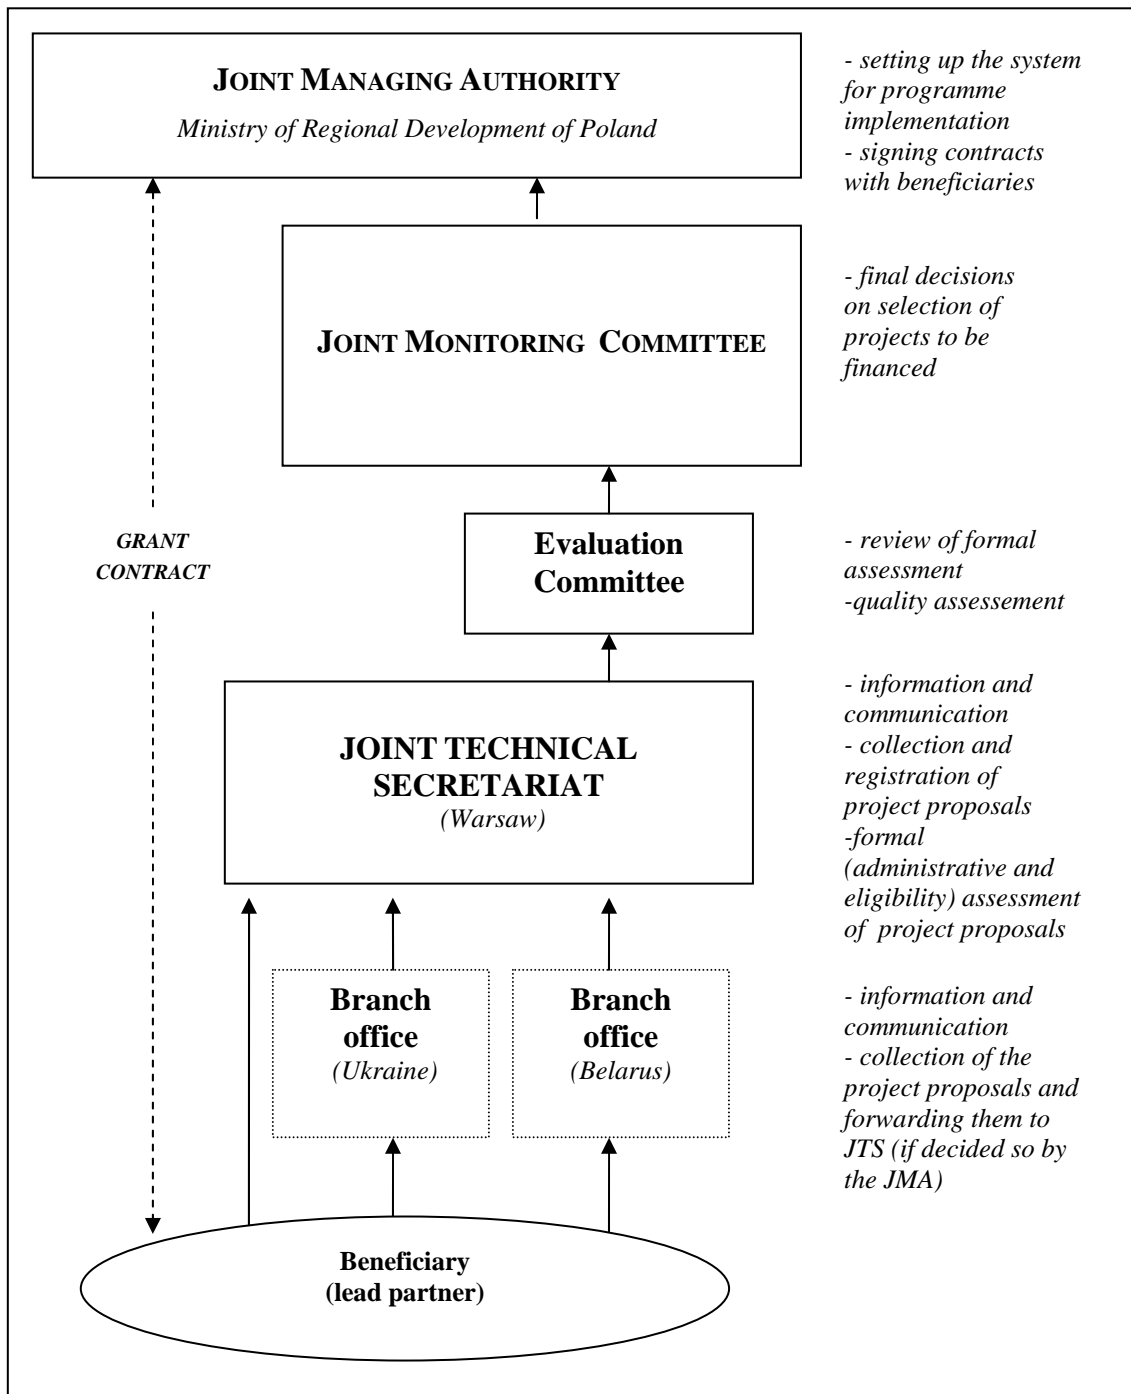 JOINT MANAGING AUTHORITY
Ministry of Regional Development of Poland
- setting up the system
for programme
implementation
- signing contracts
with beneficiaries
JOINT MONITORING COMMITTEE
- final decisions
on selection of
projects to be
financed
GRANT
CONTRACT
Evaluation
Committee
- review of formal
assessment
-quality assessement
JOINT TECHNICAL
SECRETARIAT
(Warsaw)
- information and
communication
- collection and
registration of
project proposals
-formal
(administrative and
eligibility) assessment
of project proposals
Branch
office
(Ukraine)
Branch
office
(Belarus)
- information and
communication
- collection of the
project proposals and
forwarding them to
JTS (if decided so by
the JMA)
Beneficiary
(lead partner)